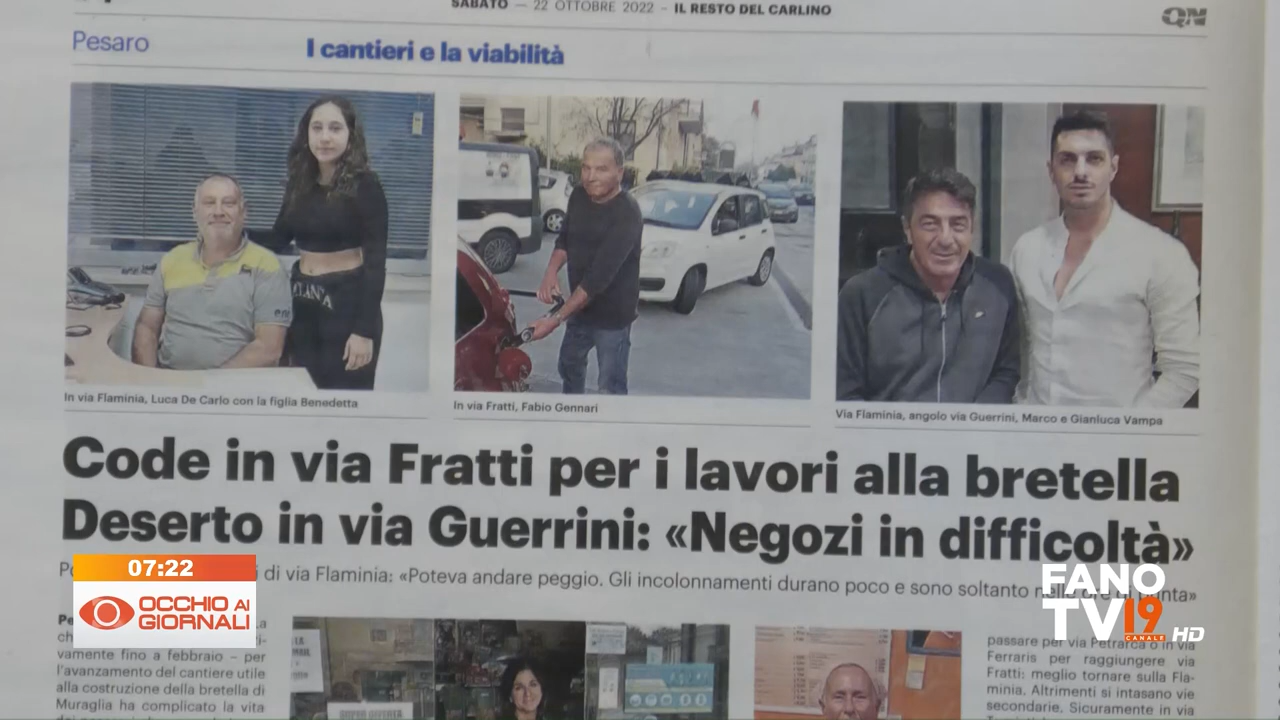 SABATO — 22 OTTOBRE 2022 – IL RESTO DEL CARLINO
QN
Pesaro
I cantieri e la viabilità
In via Flaminia, Luca De Carlo con la figlia Benedetta
In via Fratti, Fabio Gennari
Via Flaminia, angolo via Guerrini, Marco e Gianluca Vampa
Code in via Fratti per i lavori alla bretella
Deserto in via Guerrini: «Negozi in difficoltà»
di via Flaminia: «Poteva andare peggio. Gli incolonnamenti durano poco e sono soltanto nelle ore di punta»
07:22
OCCHIO AI
GIORNALI
FANO
TV19
CANALE
HD
vamente fino a febbraio – per
l'avanzamento del cantiere utile
alla costruzione della bretella di
Muraglia ha complicato la vita
passare per via Petrarca o in via
Ferraris per raggiungere via
Fratti: meglio tornare sulla Fla-
minia. Altrimenti si intasano vie
secondarie. Sicuramente in via